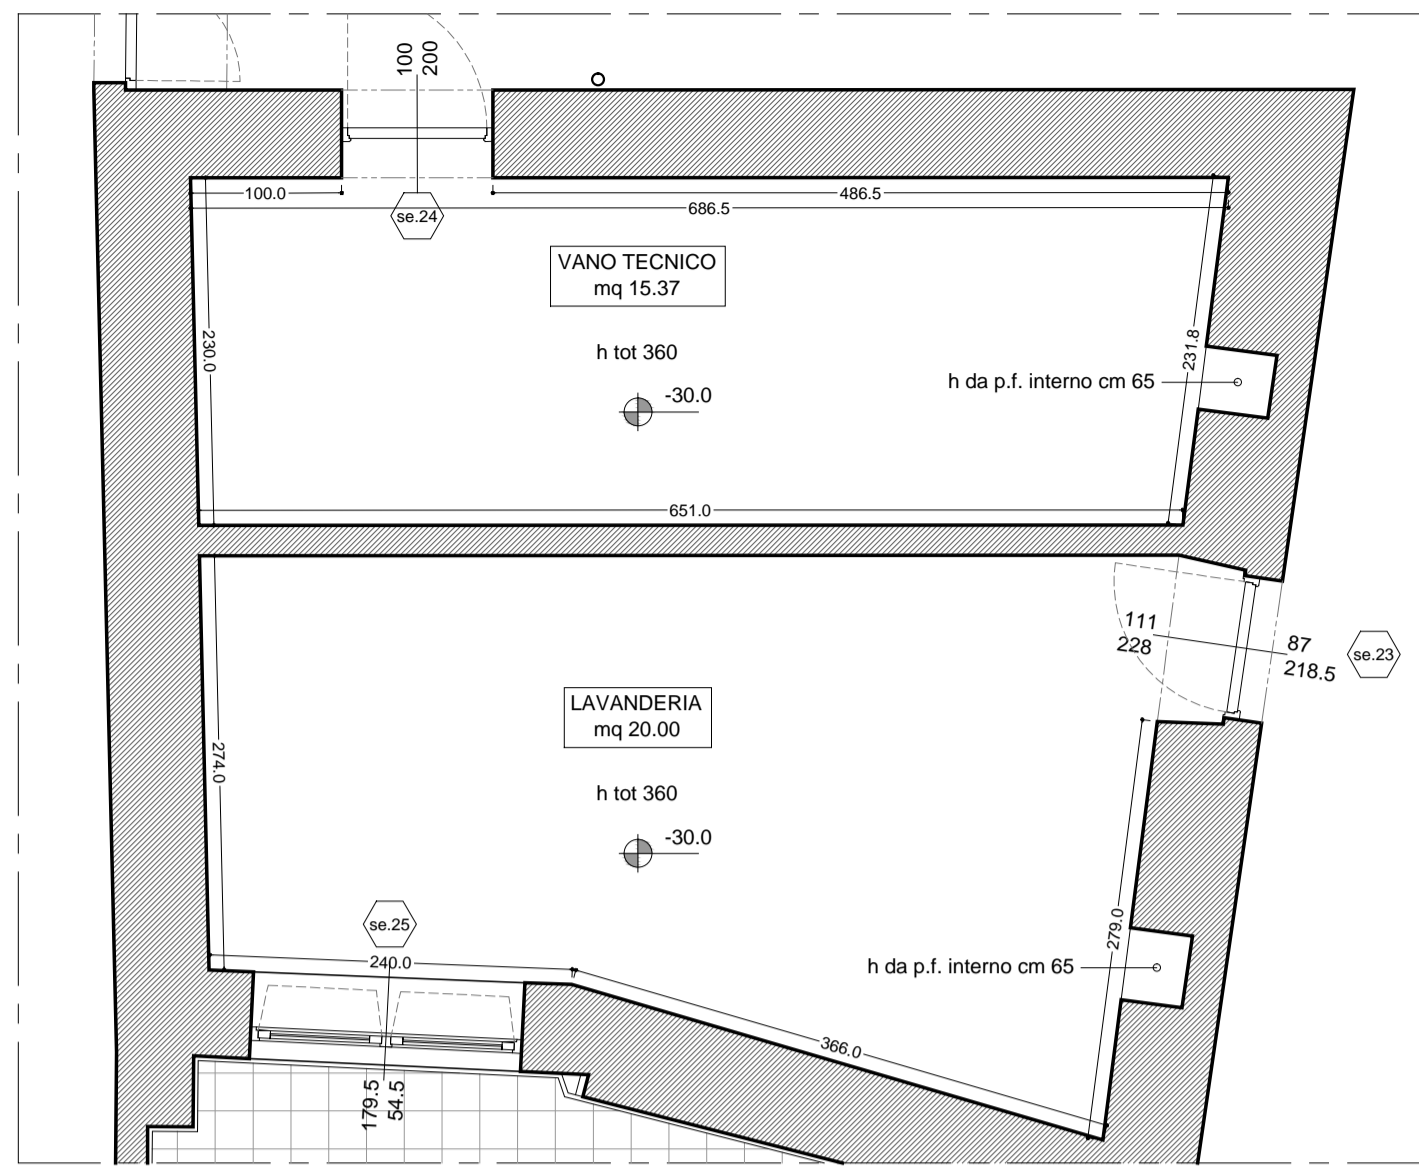 100
200
100.0
486.5
se.24
686.5
VANO TECNICO
mq 15.37
230.0
h tot 360
231.8
h da p.f. interno cm 65
-30.0
651.0
111
228
87
218.5
se.23
LAVANDERIA
mq 20.00
274.0
h tot 360
-30.0
se.25
240.0
279.0
h da p.f. interno cm 65
366.0
179.5
54.5